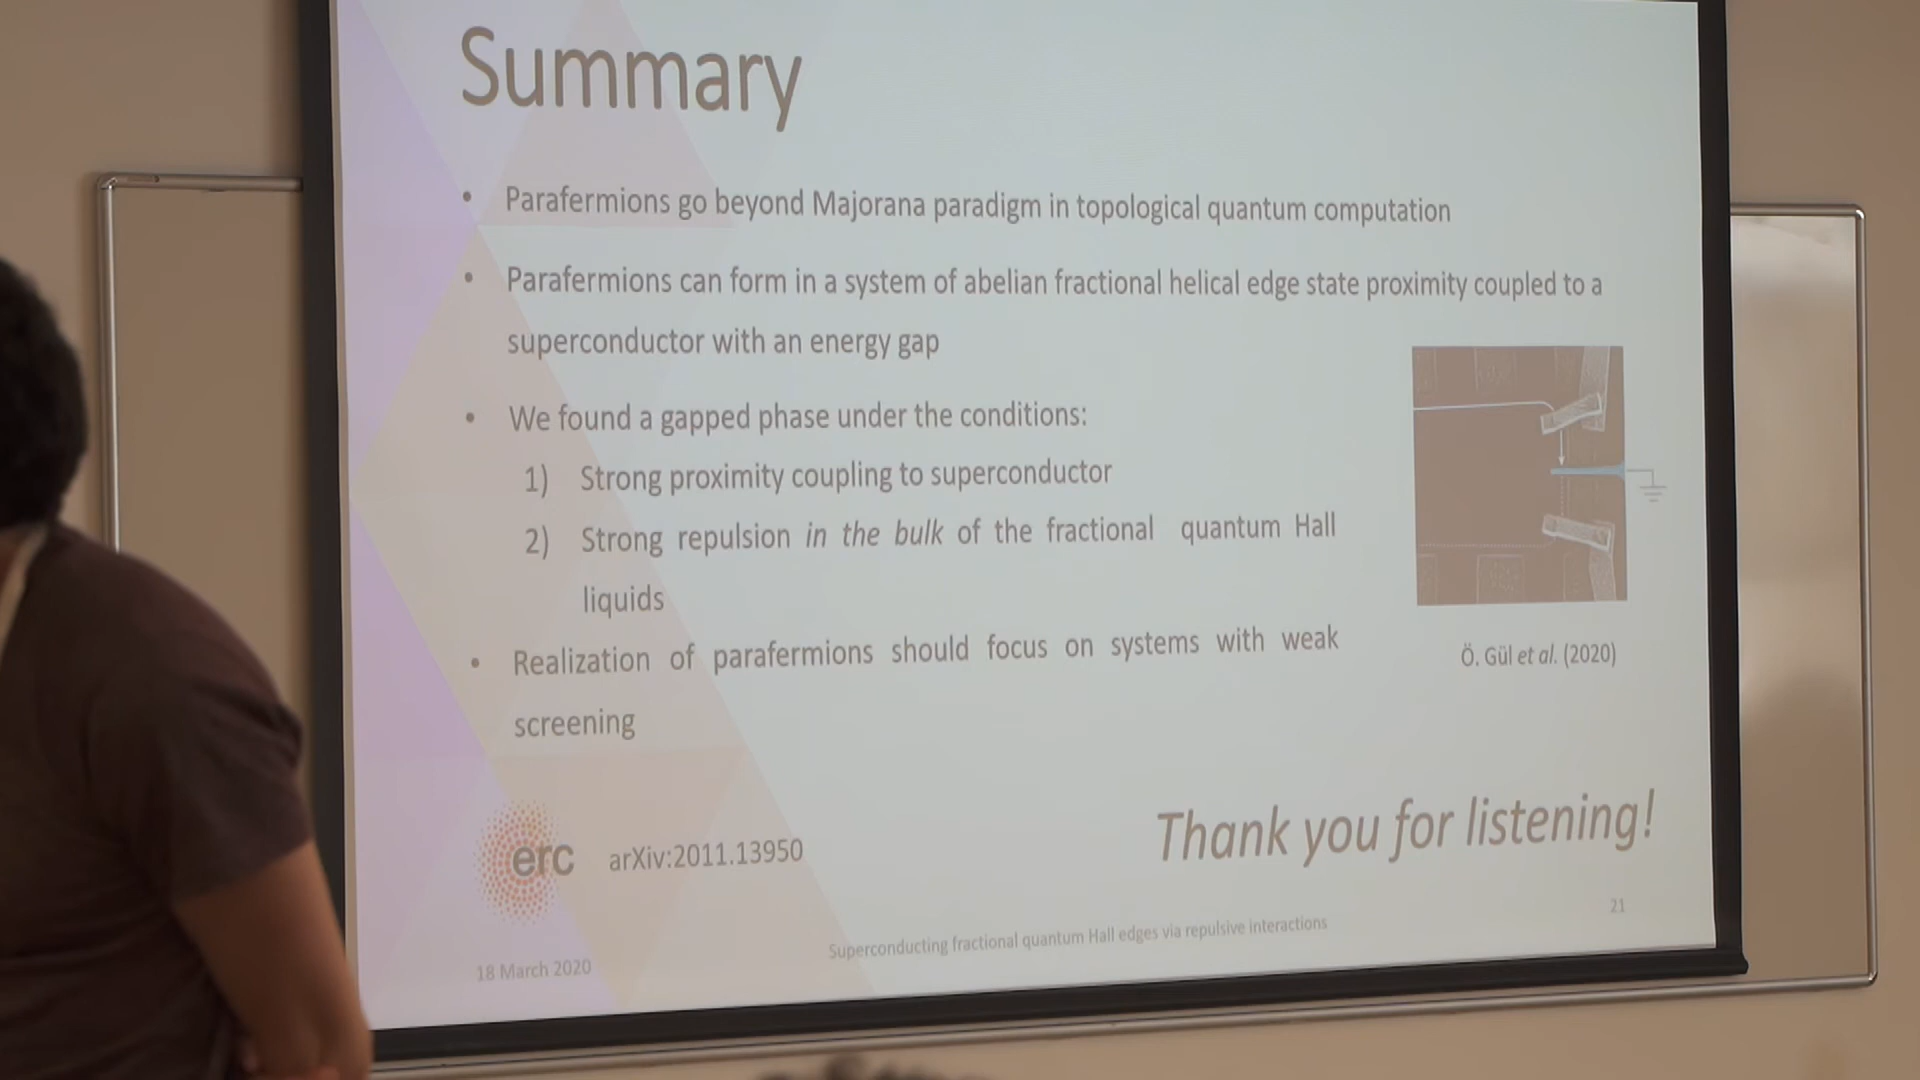 Summary
• Parafermions go beyond Majorana paradigm in topological quantum computation
• Parafermions can form in a system of abelian fractional helical edge state proximity coupled to a
superconductor with an energy gap
• We found a gapped phase under the conditions:
1) Strong proximity coupling to superconductor
2) Strong repulsion in the bulk of the fractional quantum Hall
liquids
• Realization of parafermions should focus on systems with weak
screening
Ö. Gül et al. (2020)
Thank you for listening!
erc arXiv:2011.13950
21
Superconducting fractional quantum Hall edges via repulsive interactions
18 March 2020